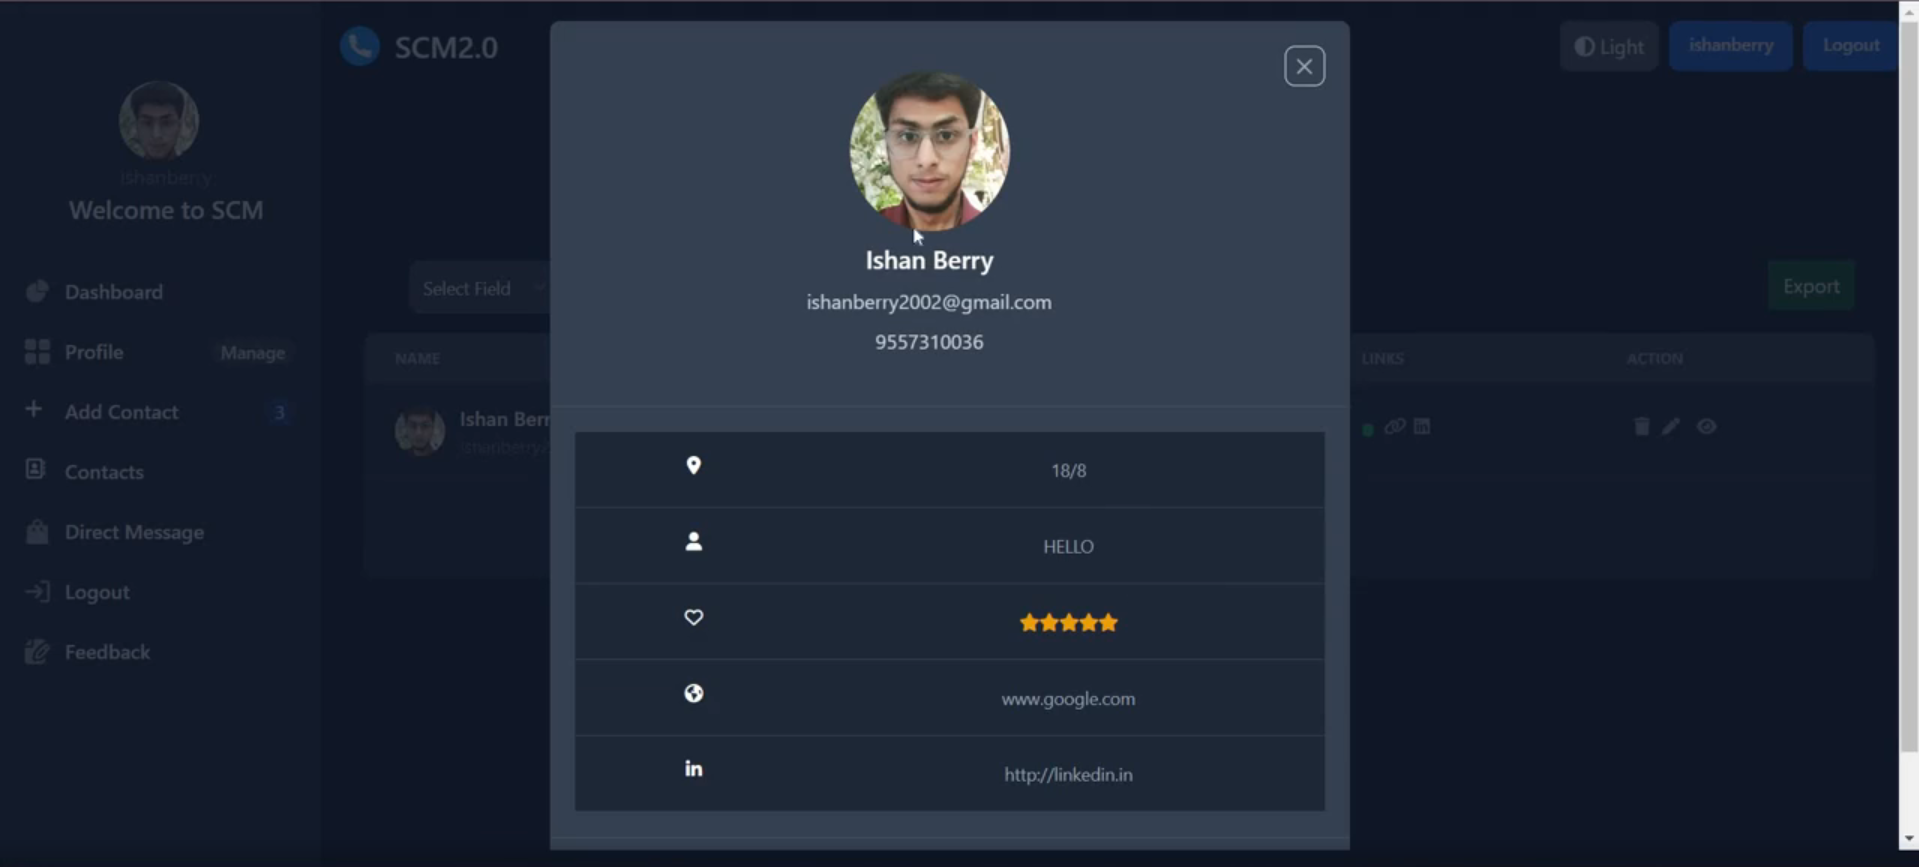 SCM2.0
Light
ishanberry
Logout
ishanberry
Welcome to SCM
Dashboard
Profile Manage
Add Contact 3
Contacts
Direct Message
Logout
Feedback
Select Field
Export
NAME
LINKS
ACTION
Ishan Berr
Ishan Berry
ishanberry2002@gmail.com
9557310036
18/8
HELLO
www.google.com
in
http://linkedin.in